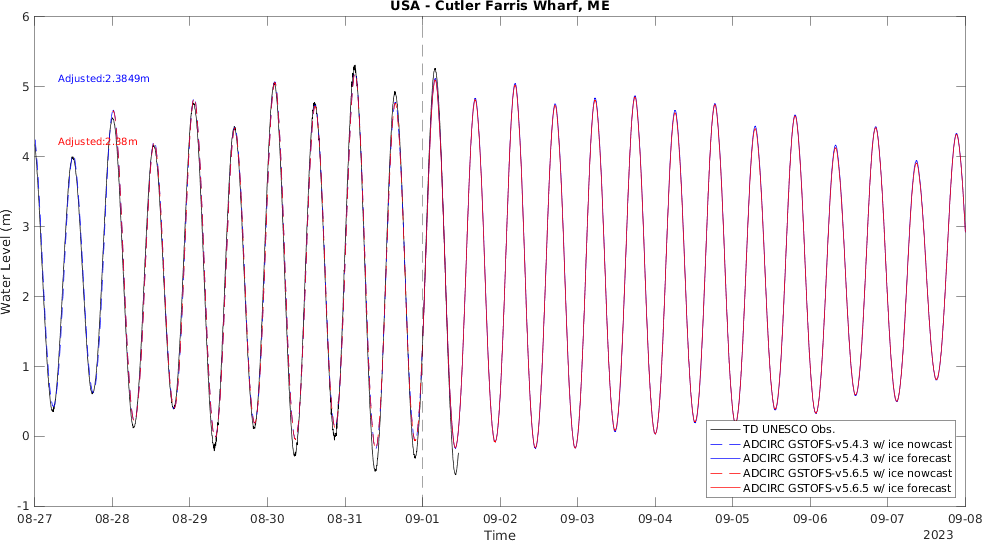 USA - Cutler Farris Wharf, ME
6
5
4
3
2
1
0
-1
Water Level (m)
Adjusted:2.3849m
Adjusted:2.38m
TD UNESCO Obs.
ADCIRC GSTOFS-v5.4.3 w/ ice nowcast
ADCIRC GSTOFS-v5.4.3 w/ ice forecast
ADCIRC GSTOFS-v5.6.5 w/ ice nowcast
ADCIRC GSTOFS-v5.6.5 w/ ice forecast
08-27 08-28 08-29 08-30 08-31 09-01 09-02 09-03 09-04 09-05 09-06 09-07 09-08
Time
2023